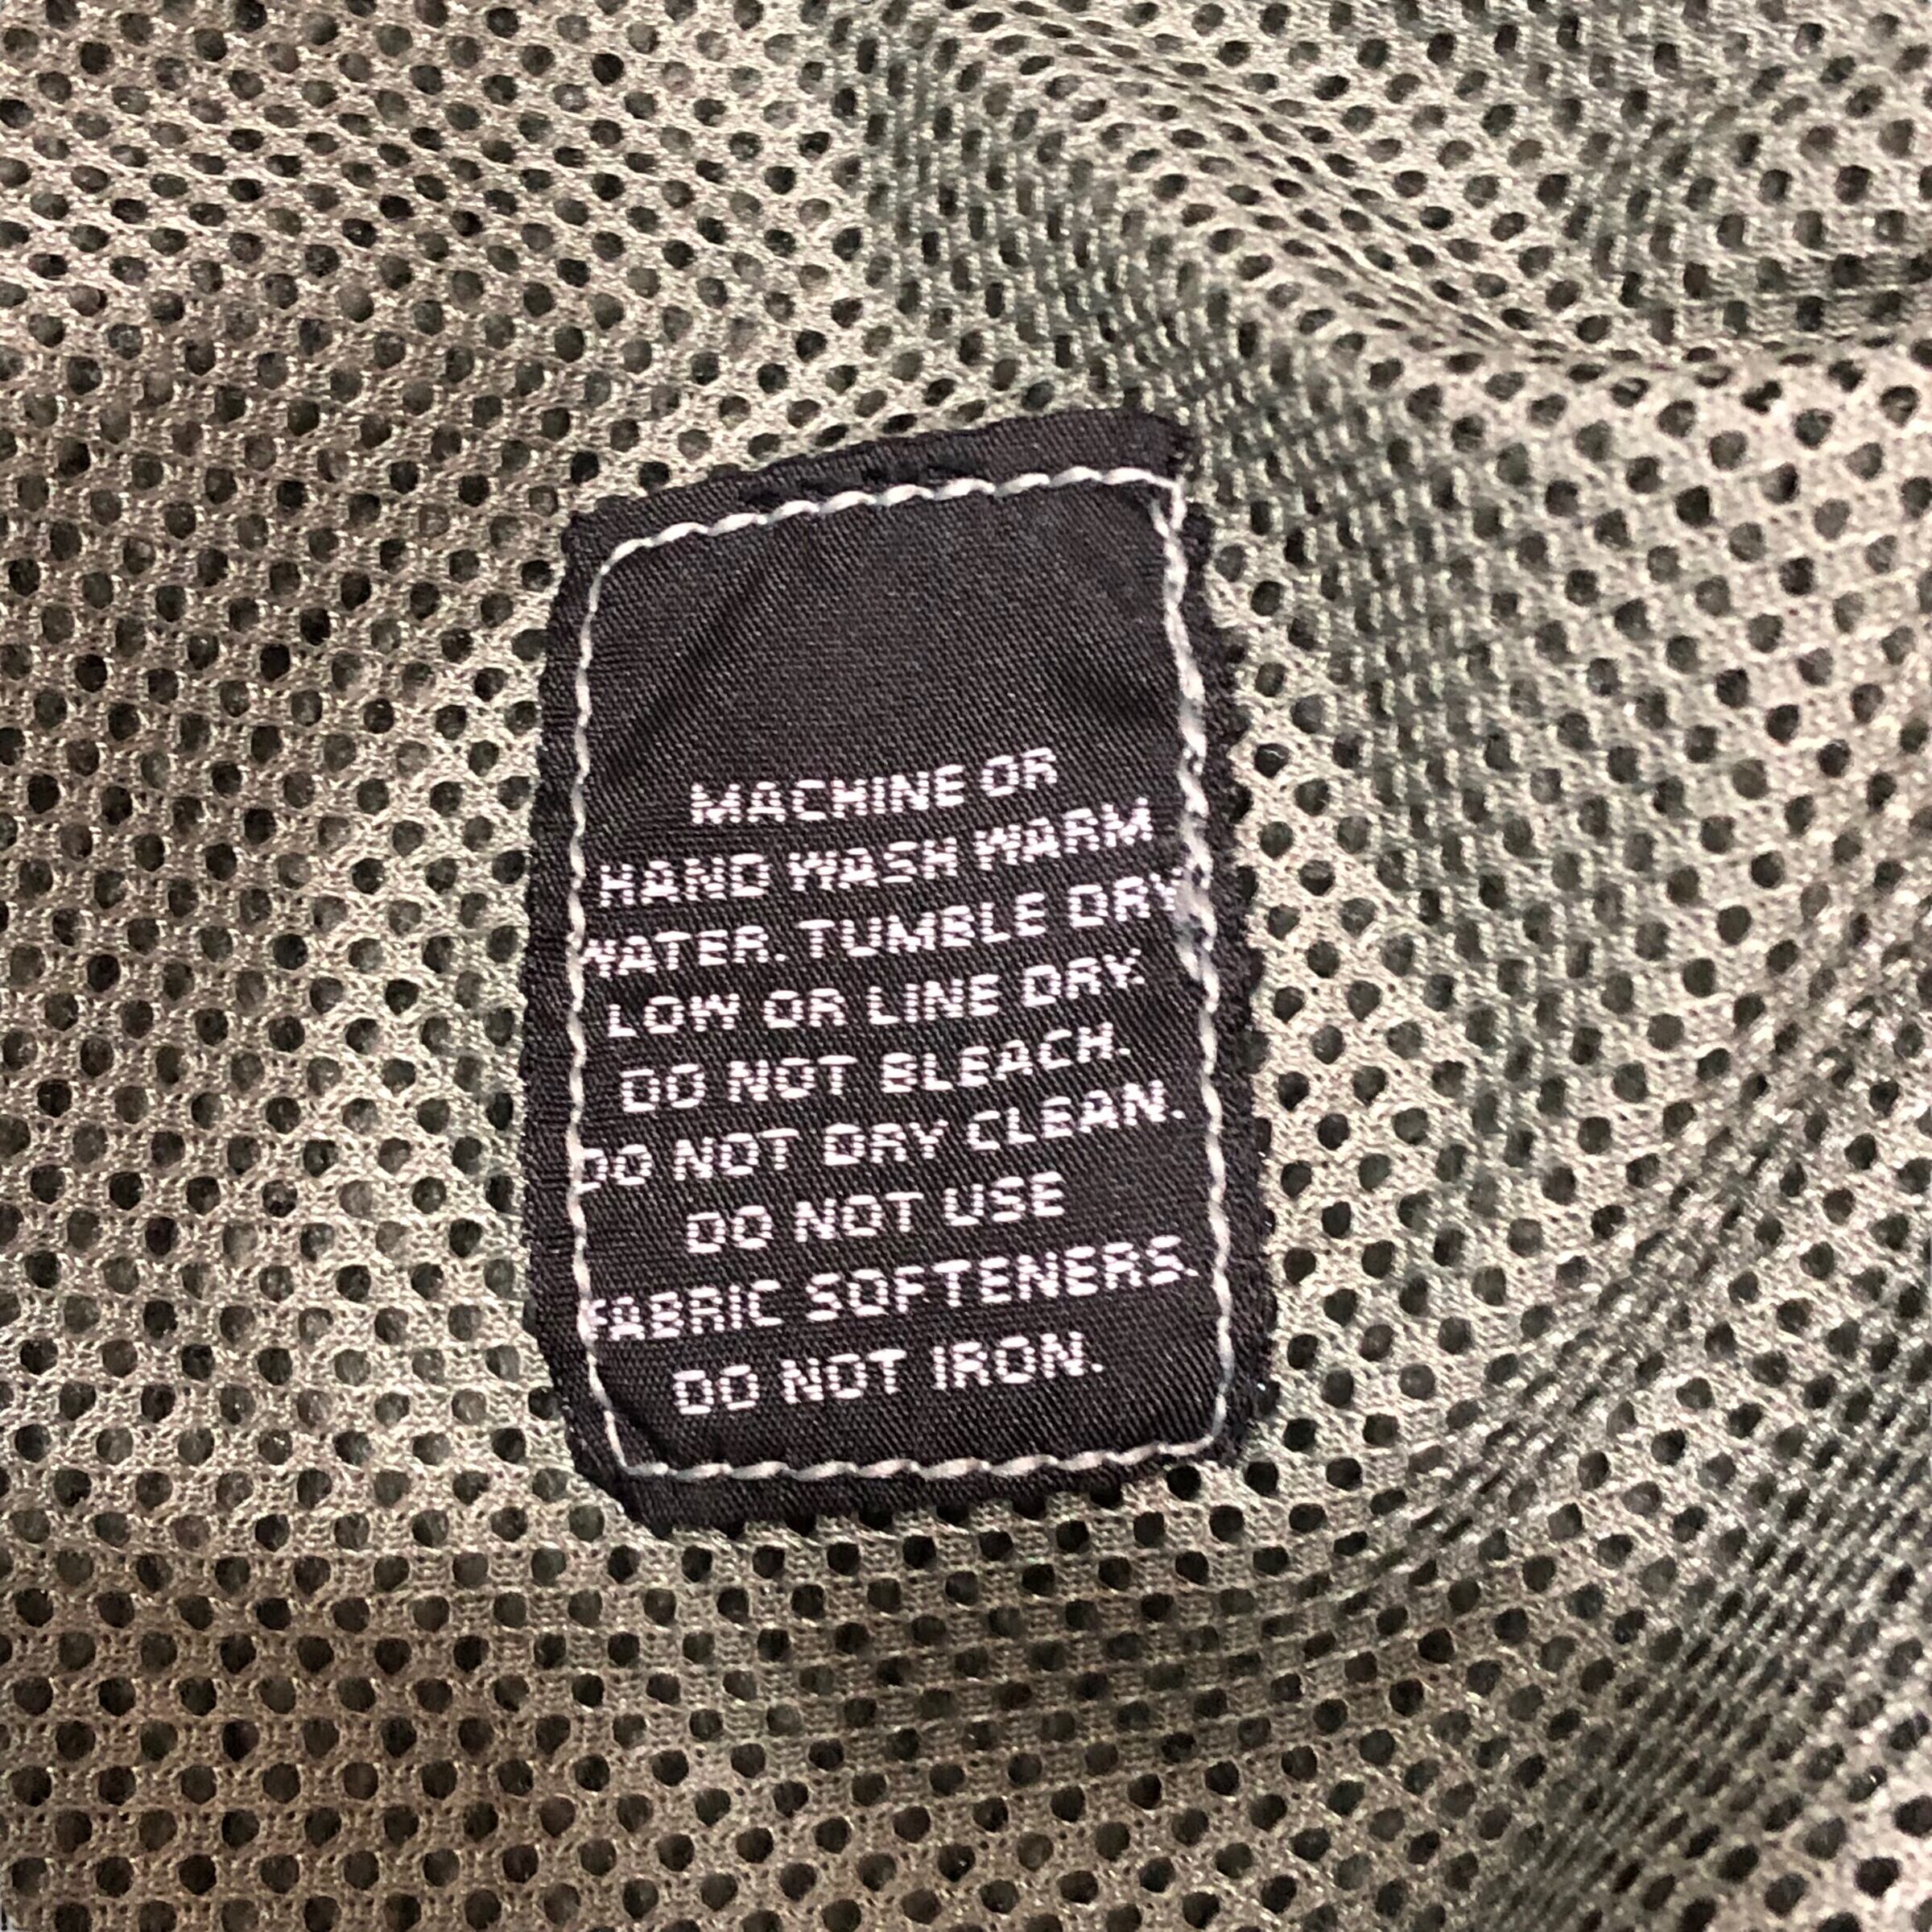 MACHINE OR
HAND WASH WARM
WATER. TUMBLE DRY
LOW OR LINE DRY.
DO NOT BLEACH.
DO NOT DRY CLEAN.
DO NOT USE
FABRIC SOFTENERS.
DO NOT IRON.